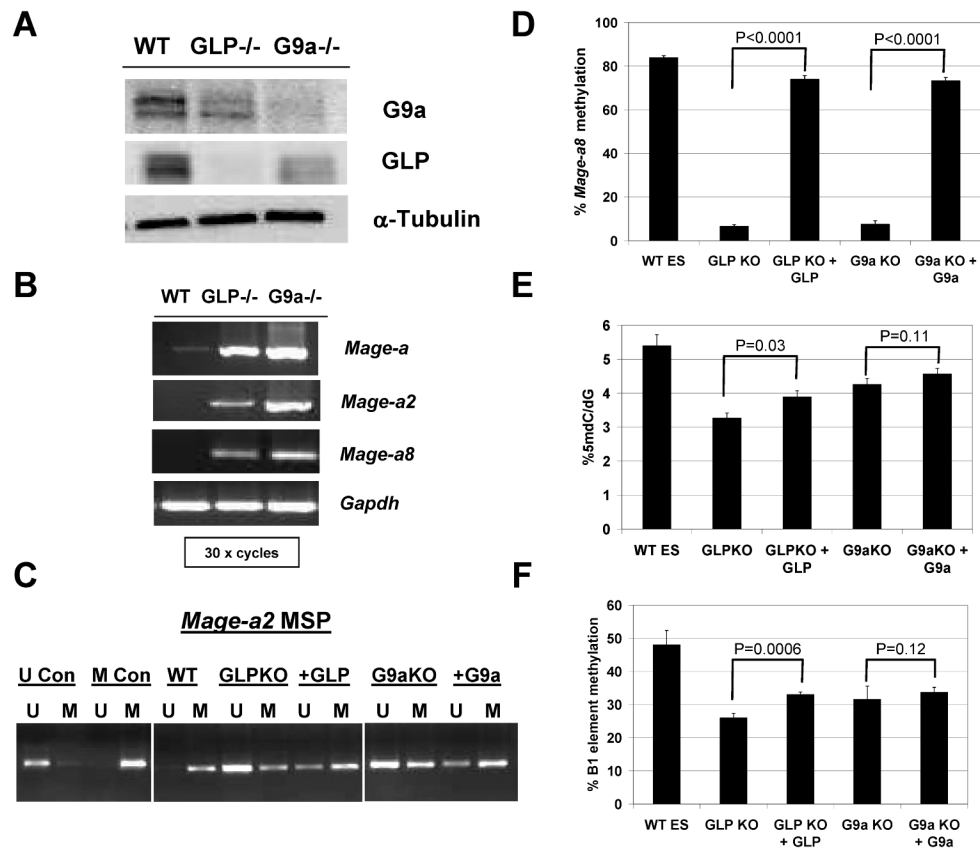 A
WT GLP-/- G9a-/-
G9a
GLP
α-Tubulin
B
WT GLP-/- G9a-/-
Mage-a
Mage-a2
Mage-a8
Gapdh
30 x cycles
C
Mage-a2 MSP
U Con M Con WT GLPKO +GLP G9aKO +G9a
U M U M U M U M U M U M U M
D
% Mage-a8 methylation
100
80
60
40
20
0
P<0.0001
P<0.0001
WT ES GLP KO GLP KO + GLP G9a KO G9a KO + G9a
E
%5mdC/dG
6
5
4
3
2
1
0
P=0.03
P=0.11
WT ES GLPKO GLPKO + GLP G9aKO G9aKO + G9a
F
% B1 element methylation
60
50
40
30
20
10
0
P=0.0006
P=0.12
WT ES GLP KO GLP KO + GLP G9a KO G9a KO + G9a